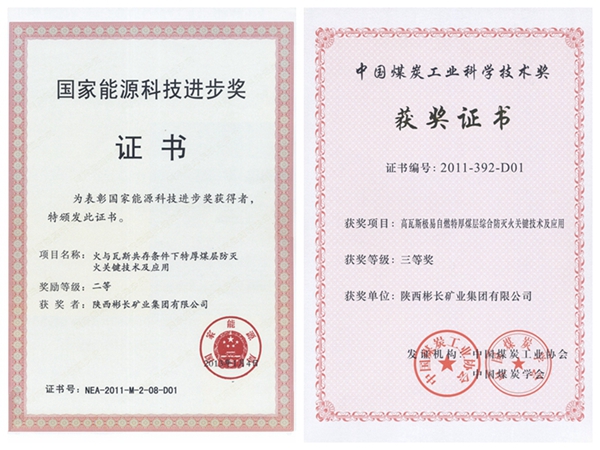 国家能源科技进步奖
证书
为表彰国家能源科技进步奖获得者，
特颁发此证书。
项目名称：火与瓦斯共存条件下特厚煤层防灭
火关键技术及应用
奖励等级：二等
获奖者：陕西彬长矿业集团有限公司
国家能源
证书号：NEA-2011-M-2-08-D01
中国煤炭工业科学技术奖
获奖证书
证书编号：2011-392-D01
获奖项目：高瓦斯极易自燃特厚煤层综合防灭火关键技术及应用
获奖等级：三等奖
获奖单位：陕西彬长矿业集团有限公司
发证机构：中国煤炭工业协会
中国煤炭学会